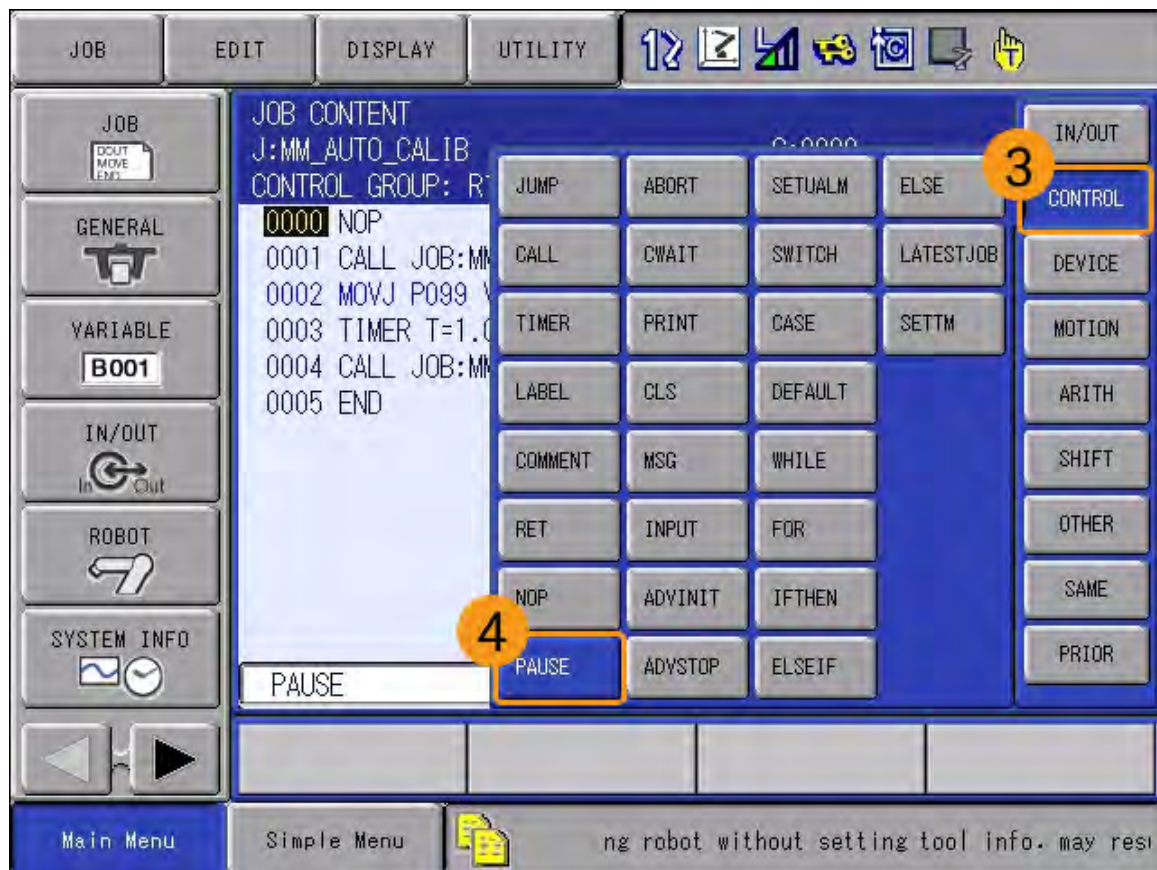 JOB EDIT DISPLAY UTILITY
JOB
DOUT
MOVE
END
GENERAL
VARIABLE
B001
IN/OUT
In Out
ROBOT
SYSTEM INFO
JOB CONTENT
J:MM_AUTO_CALIB
CONTROL GROUP:
0000 NOP
0001 CALL JOB:
0002 MOVJ P099
0003 TIMER
0004 CALL JOB:
0005 END
PAUSE
JUMP ABORT SETUALM ELSE
CALL CWAIT SWITCH LATESTJOB
TIMER PRINT CASE SETTM
LABEL CLS DEFAULT
COMMENT MSG WHILE
RET INPUT FOR
NOP ADVINIT IFTHEN
4
PAUSE ADVSTOP ELSEIF
IN/OUT
3
CONTROL
DEVICE
MOTION
ARITH
SHIFT
OTHER
SAME
PRIOR
Main Menu Simple Menu ng robot without setting tool info. may res